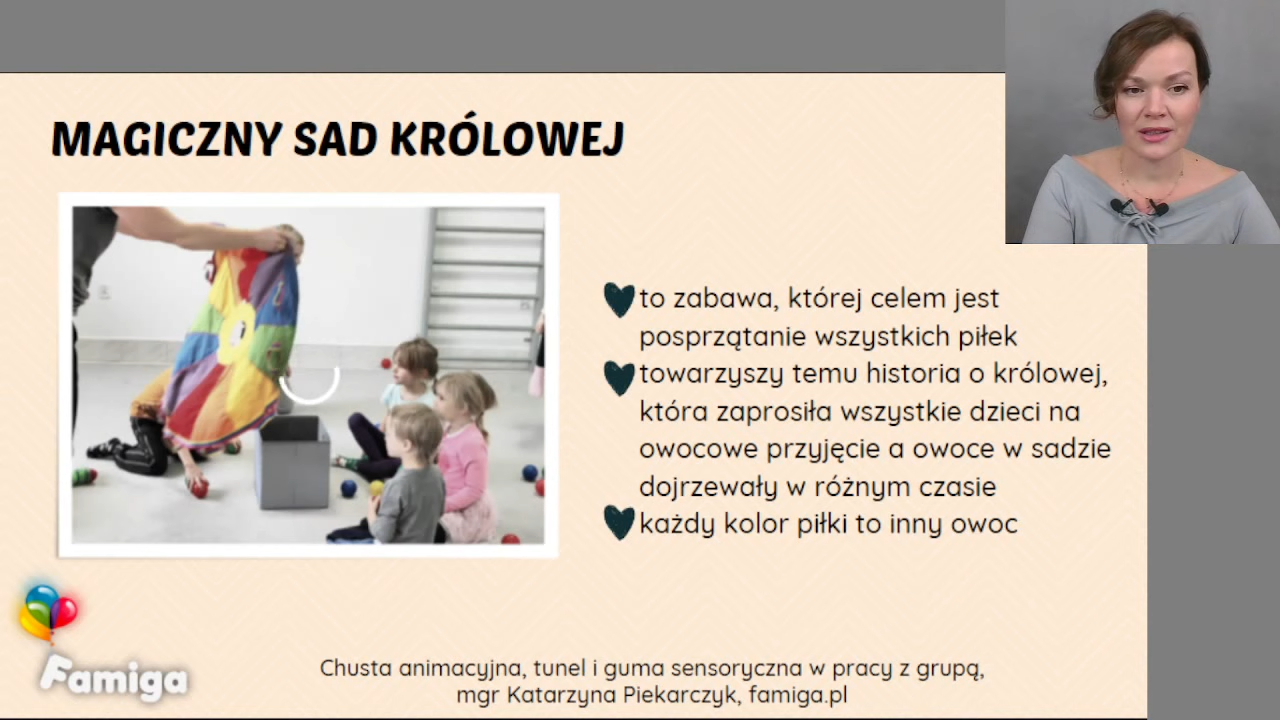 MAGICZNY SAD KRÓLOWEJ
to zabawa, której celem jest
posprzątanie wszystkich piłek
towarzyszy temu historia o królowej,
która zaprosiła wszystkie dzieci na
owocowe przyjęcie a owoce w sadzie
dojrzewały w różnym czasie
każdy kolor piłki to inny owoc
Famiga
Chusta animacyjna, tunel i guma sensoryczna w pracy z grupą,
mgr Katarzyna Piekarczyk, famiga.pl